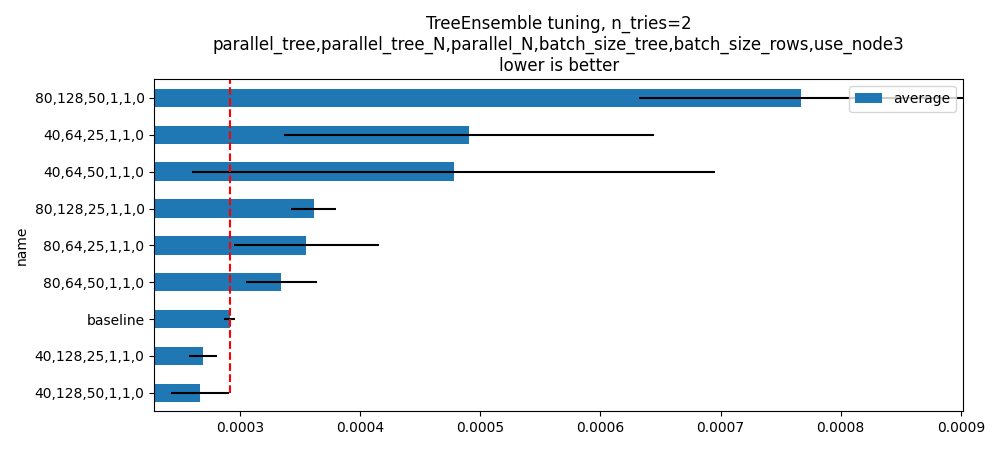 TreeEnsemble tuning, n_tries=2
parallel_tree,parallel_tree_N,parallel_N,batch_size_tree,batch_size_rows,use_node3
lower is better
average
name
80,128,50,1,1,0
40,64,25,1,1,0
40,64,50,1,1,0
80,128,25,1,1,0
80,64,25,1,1,0
80,64,50,1,1,0
baseline
40,128,25,1,1,0
40,128,50,1,1,0
0.0003 0.0004 0.0005 0.0006 0.0007 0.0008 0.0009